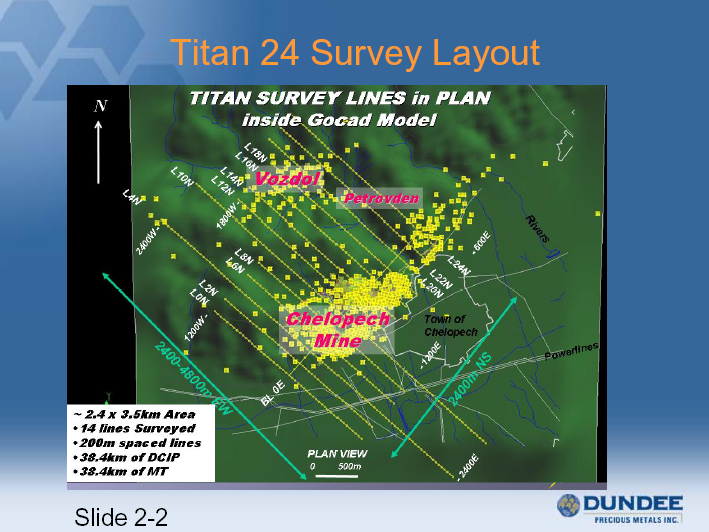 Titan 24 Survey Layout
TITAN SURVEY LINES in PLAN
inside Gocad Model
N
L18N
L16N
L14N
L12N
L10N
L4N
Vozdol
Petrovden
1800W -
2400W -
Rivers
-600E
L24N
L22N
L20N
L8N
L6N
L2N
L0N
1200W -
Chelopech
Mine
Town of
Chelopech
-1200E
Powerlines
2400-4800m EW
2400m NS
BL 0E
~ 2.4 x 3.5km Area
•14 lines Surveyed
•200m spaced lines
•38.4km of DCIP
•38.4km of MT
PLAN VIEW
0 500m
- 2400E
Slide 2-2
DUNDEE
PRECIOUS METALS INC.